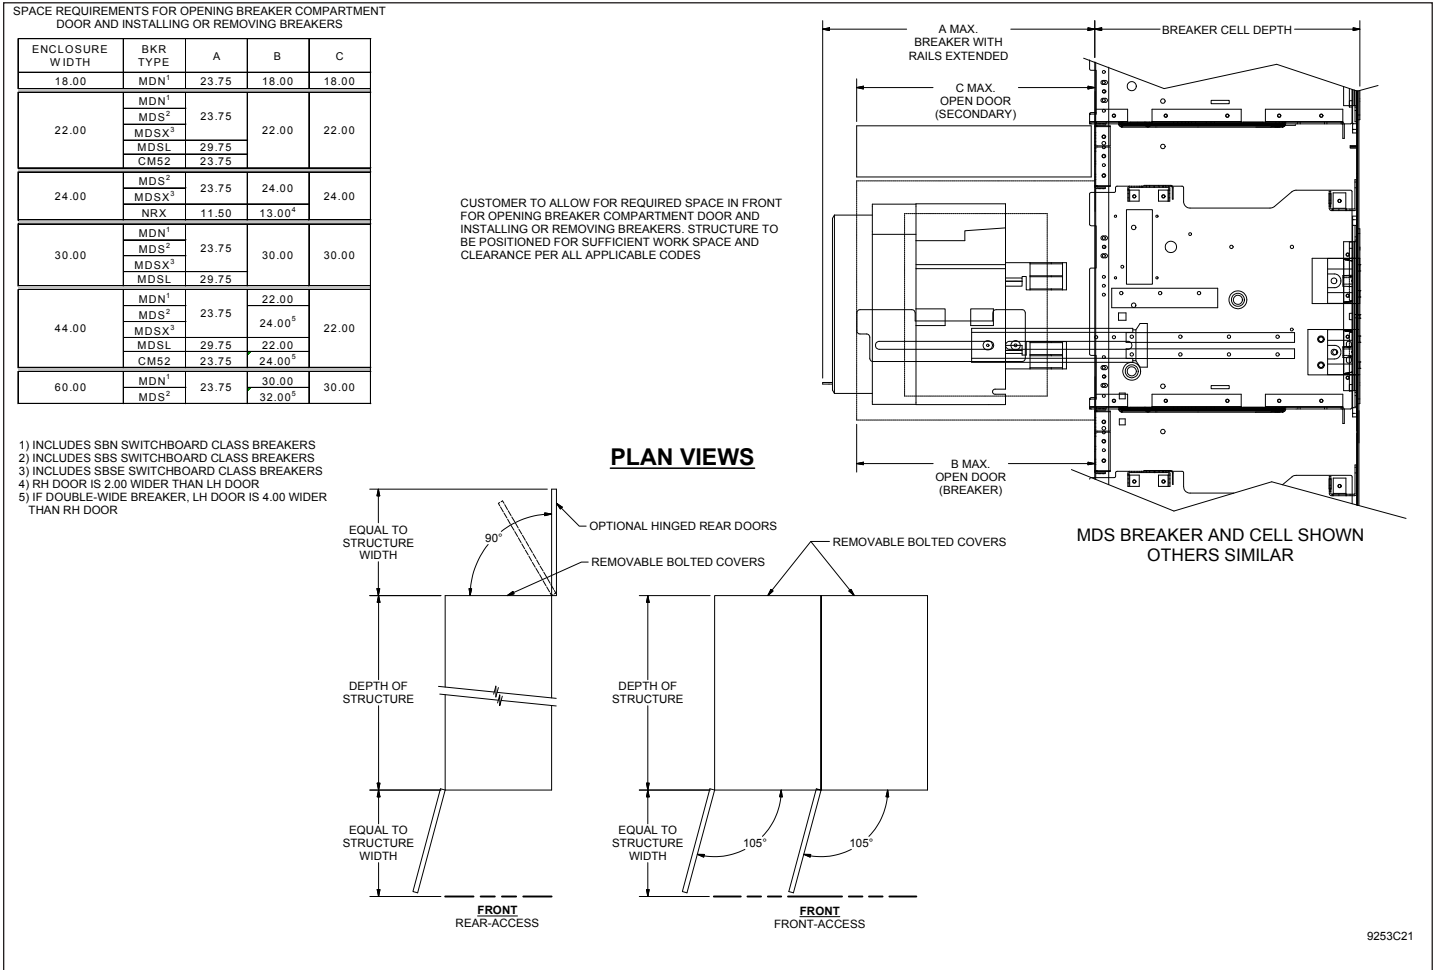 SPACE REQUIREMENTS FOR OPENING BREAKER COMPARTMENT
DOOR AND INSTALLING OR REMOVING BREAKERS
ENCLOSURE WIDTH BKR TYPE A B C
18.00 MDN¹ 23.75 18.00 18.00
22.00 MDN¹ 23.75 22.00 22.00
MDS²
MDSX³
MDSL 29.75
CM52 23.75
24.00 MDS² 23.75 24.00 24.00
MDSX³
NRX 11.50 13.00⁴
30.00 MDN¹ 23.75 30.00 30.00
MDS²
MDSX³
MDSL 29.75
44.00 MDN¹ 23.75 22.00 22.00
MDS² 24.00⁵
MDSX³
MDSL 29.75 22.00
CM52 23.75 24.00⁵
60.00 MDN¹ 23.75 30.00 30.00
MDS² 32.00⁵
1) INCLUDES SBN SWITCHBOARD CLASS BREAKERS
2) INCLUDES SBS SWITCHBOARD CLASS BREAKERS
3) INCLUDES SBSE SWITCHBOARD CLASS BREAKERS
4) RH DOOR IS 2.00 WIDER THAN LH DOOR
5) IF DOUBLE-WIDE BREAKER, LH DOOR IS 4.00 WIDER
THAN RH DOOR
CUSTOMER TO ALLOW FOR REQUIRED SPACE IN FRONT
FOR OPENING BREAKER COMPARTMENT DOOR AND
INSTALLING OR REMOVING BREAKERS. STRUCTURE TO
BE POSITIONED FOR SUFFICIENT WORK SPACE AND
CLEARANCE PER ALL APPLICABLE CODES
A MAX.
BREAKER WITH
RAILS EXTENDED
BREAKER CELL DEPTH
C MAX.
OPEN DOOR
(SECONDARY)
B MAX.
OPEN DOOR
(BREAKER)
MDS BREAKER AND CELL SHOWN
OTHERS SIMILAR
PLAN VIEWS
EQUAL TO
STRUCTURE
WIDTH
90°
OPTIONAL HINGED REAR DOORS
REMOVABLE BOLTED COVERS
DEPTH OF
STRUCTURE
EQUAL TO
STRUCTURE
WIDTH
FRONT
REAR-ACCESS
REMOVABLE BOLTED COVERS
DEPTH OF
STRUCTURE
EQUAL TO
STRUCTURE
WIDTH
105°
105°
FRONT
FRONT-ACCESS
9253C21